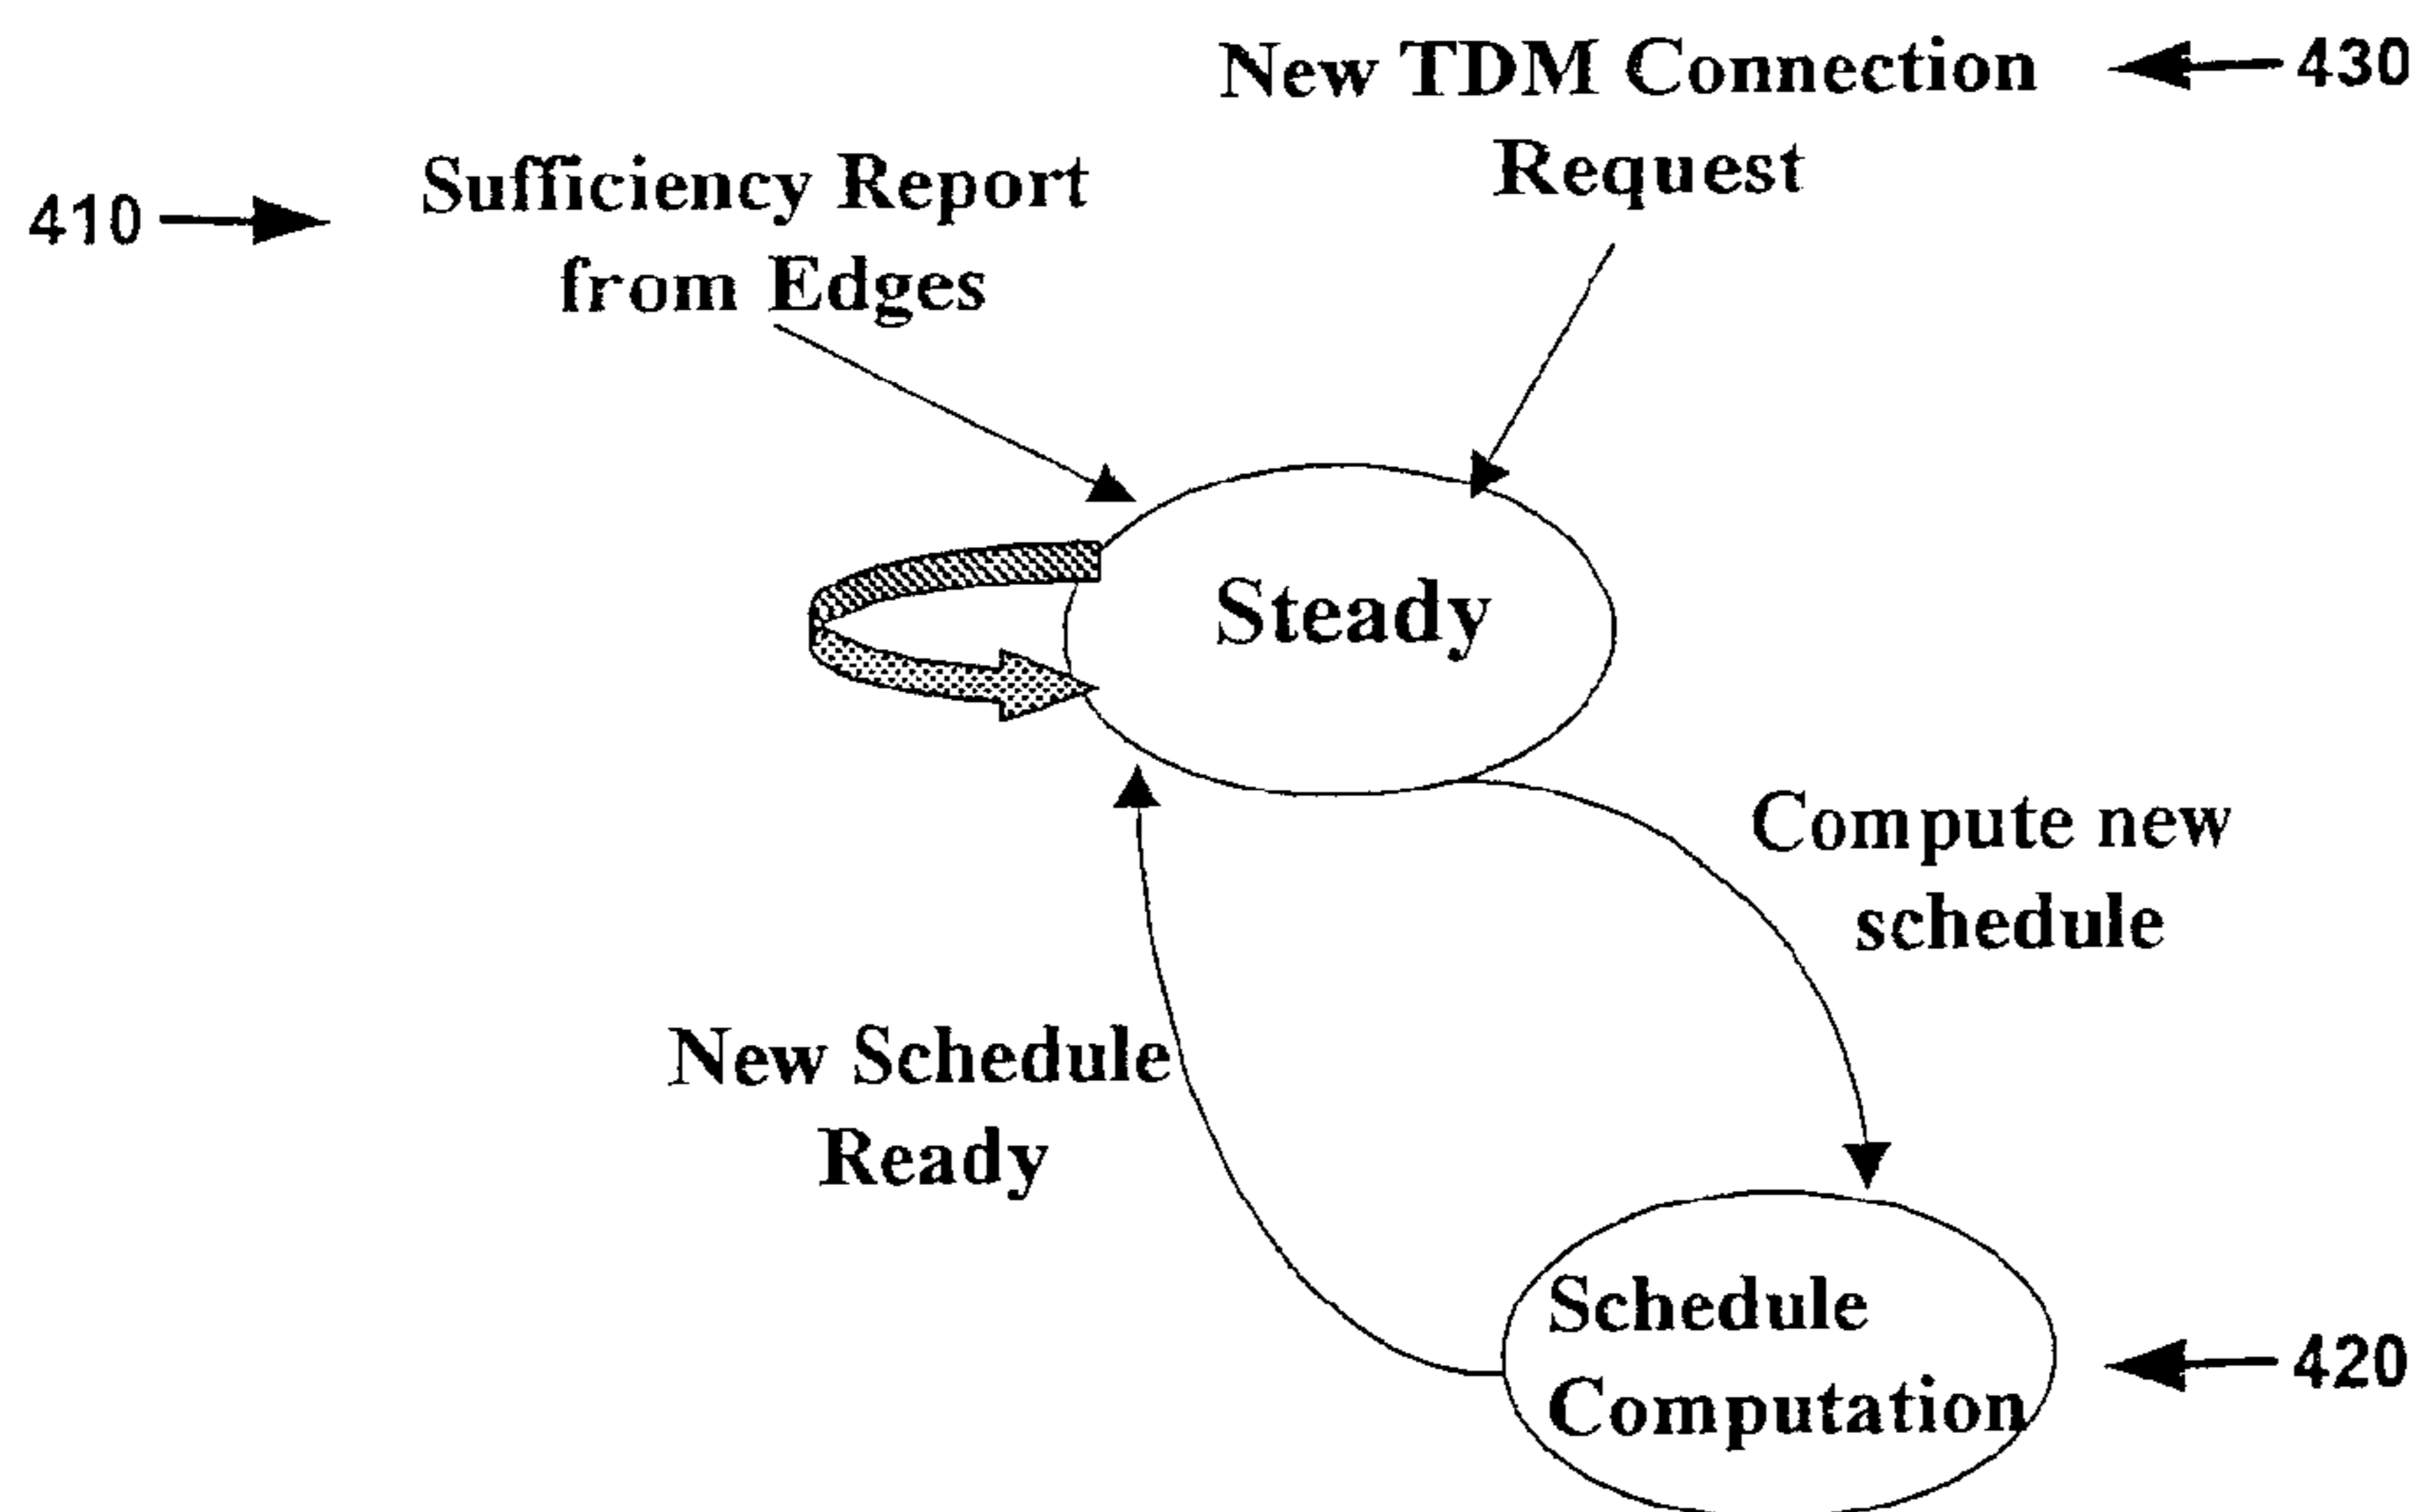 New TDM Connection
Request
430
410
Sufficiency Report
from Edges
Steady
Compute new
schedule
New Schedule
Ready
Schedule
Computation
420